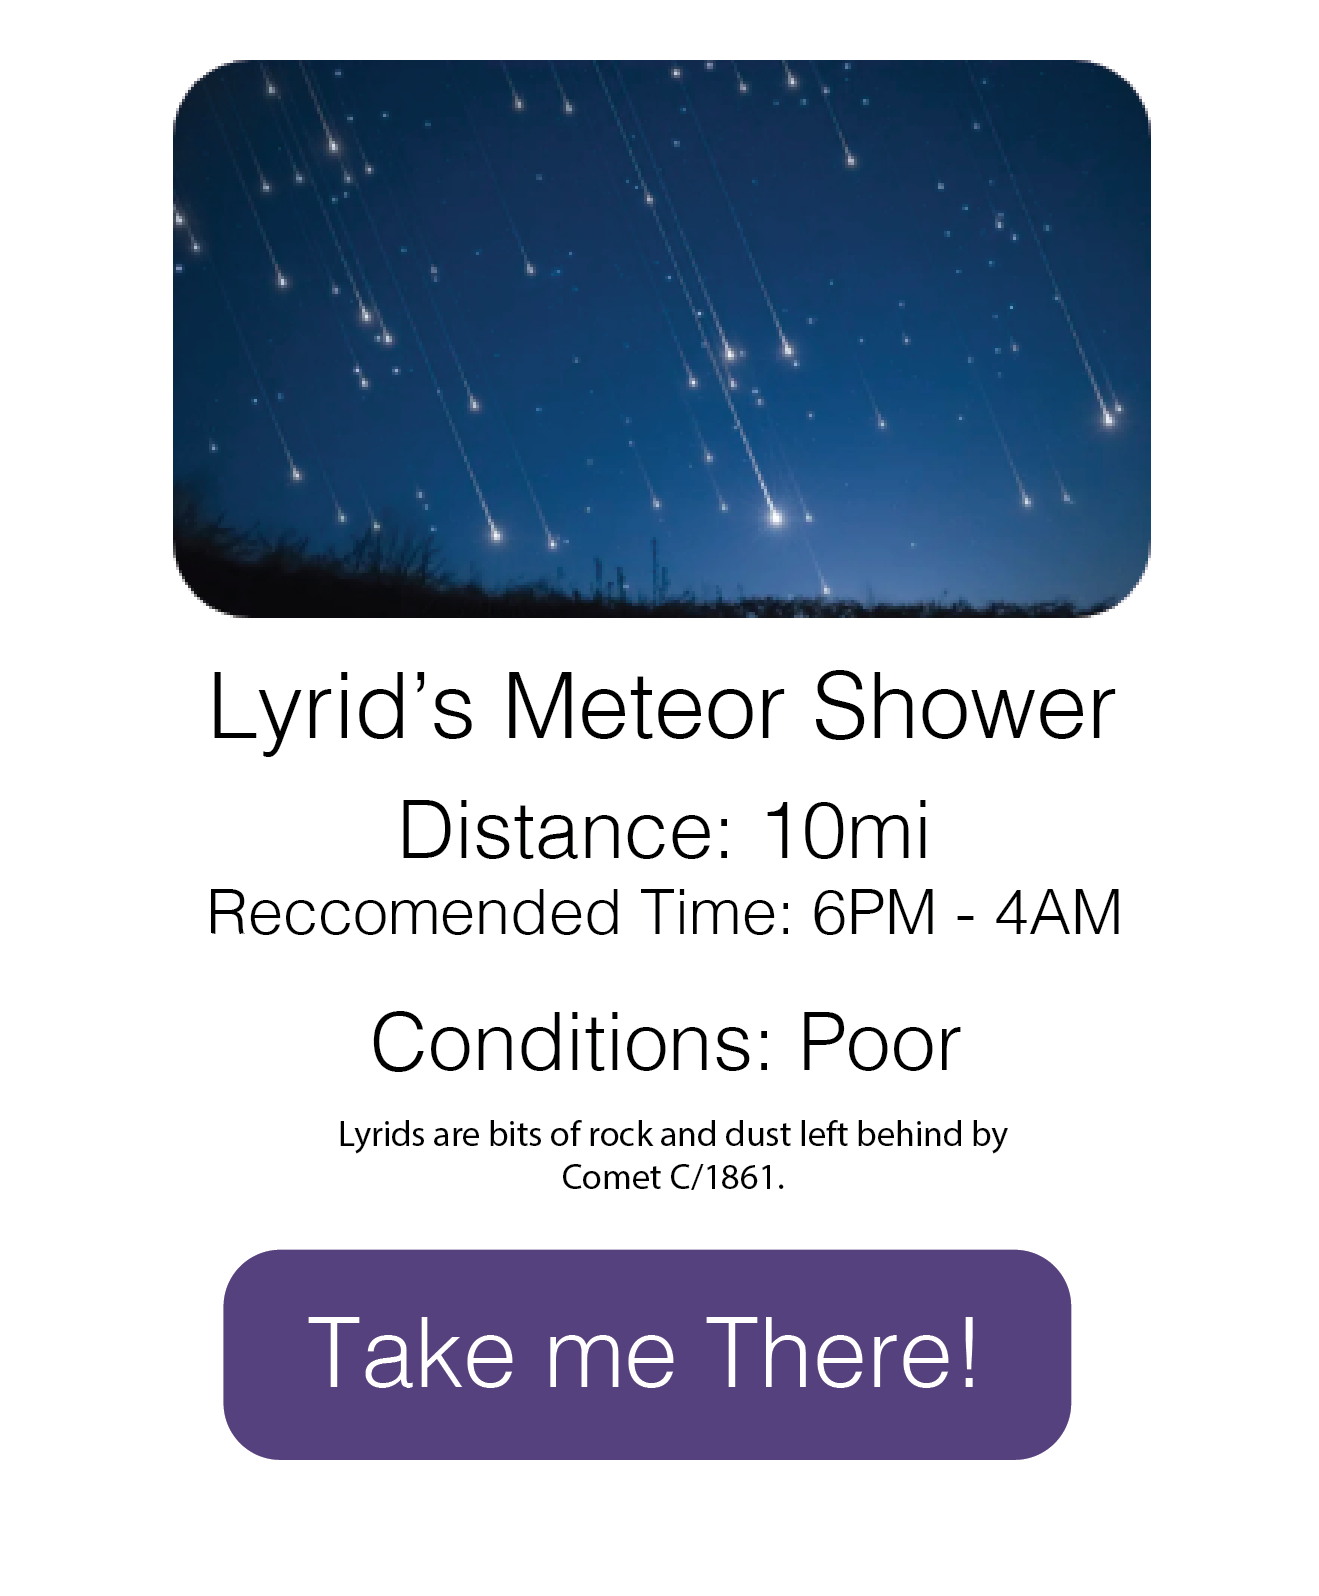 Lyrid’s Meteor Shower
Distance: 10mi
Reccomended Time: 6PM - 4AM
Conditions: Poor
Lyrids are bits of rock and dust left behind by
Comet C/1861.
Take me There!